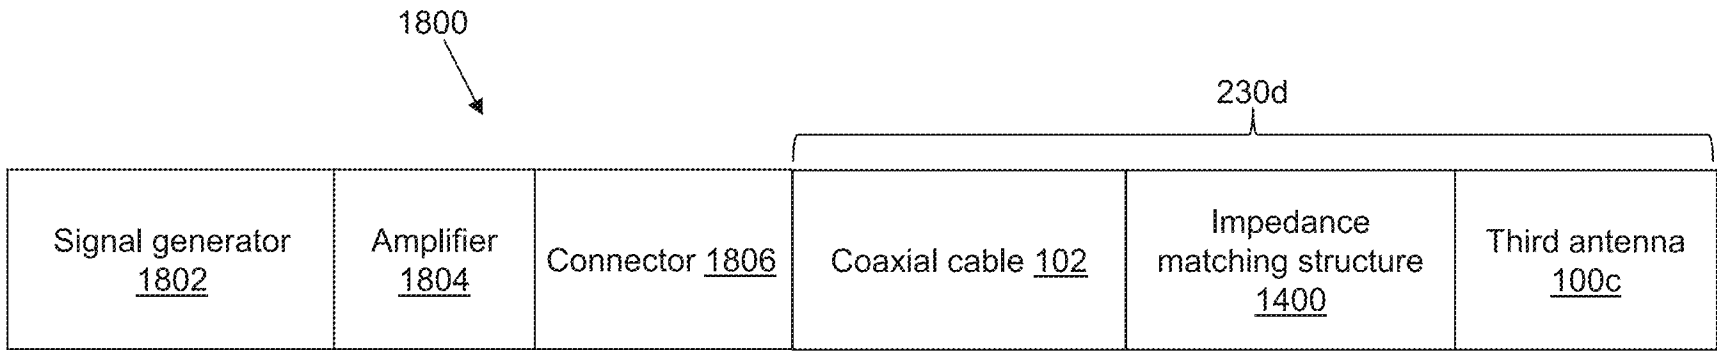 1800
230d
Signal generator
1802
Amplifier
1804
Connector 1806
Coaxial cable 102
Impedance
matching structure
1400
Third antenna
100c